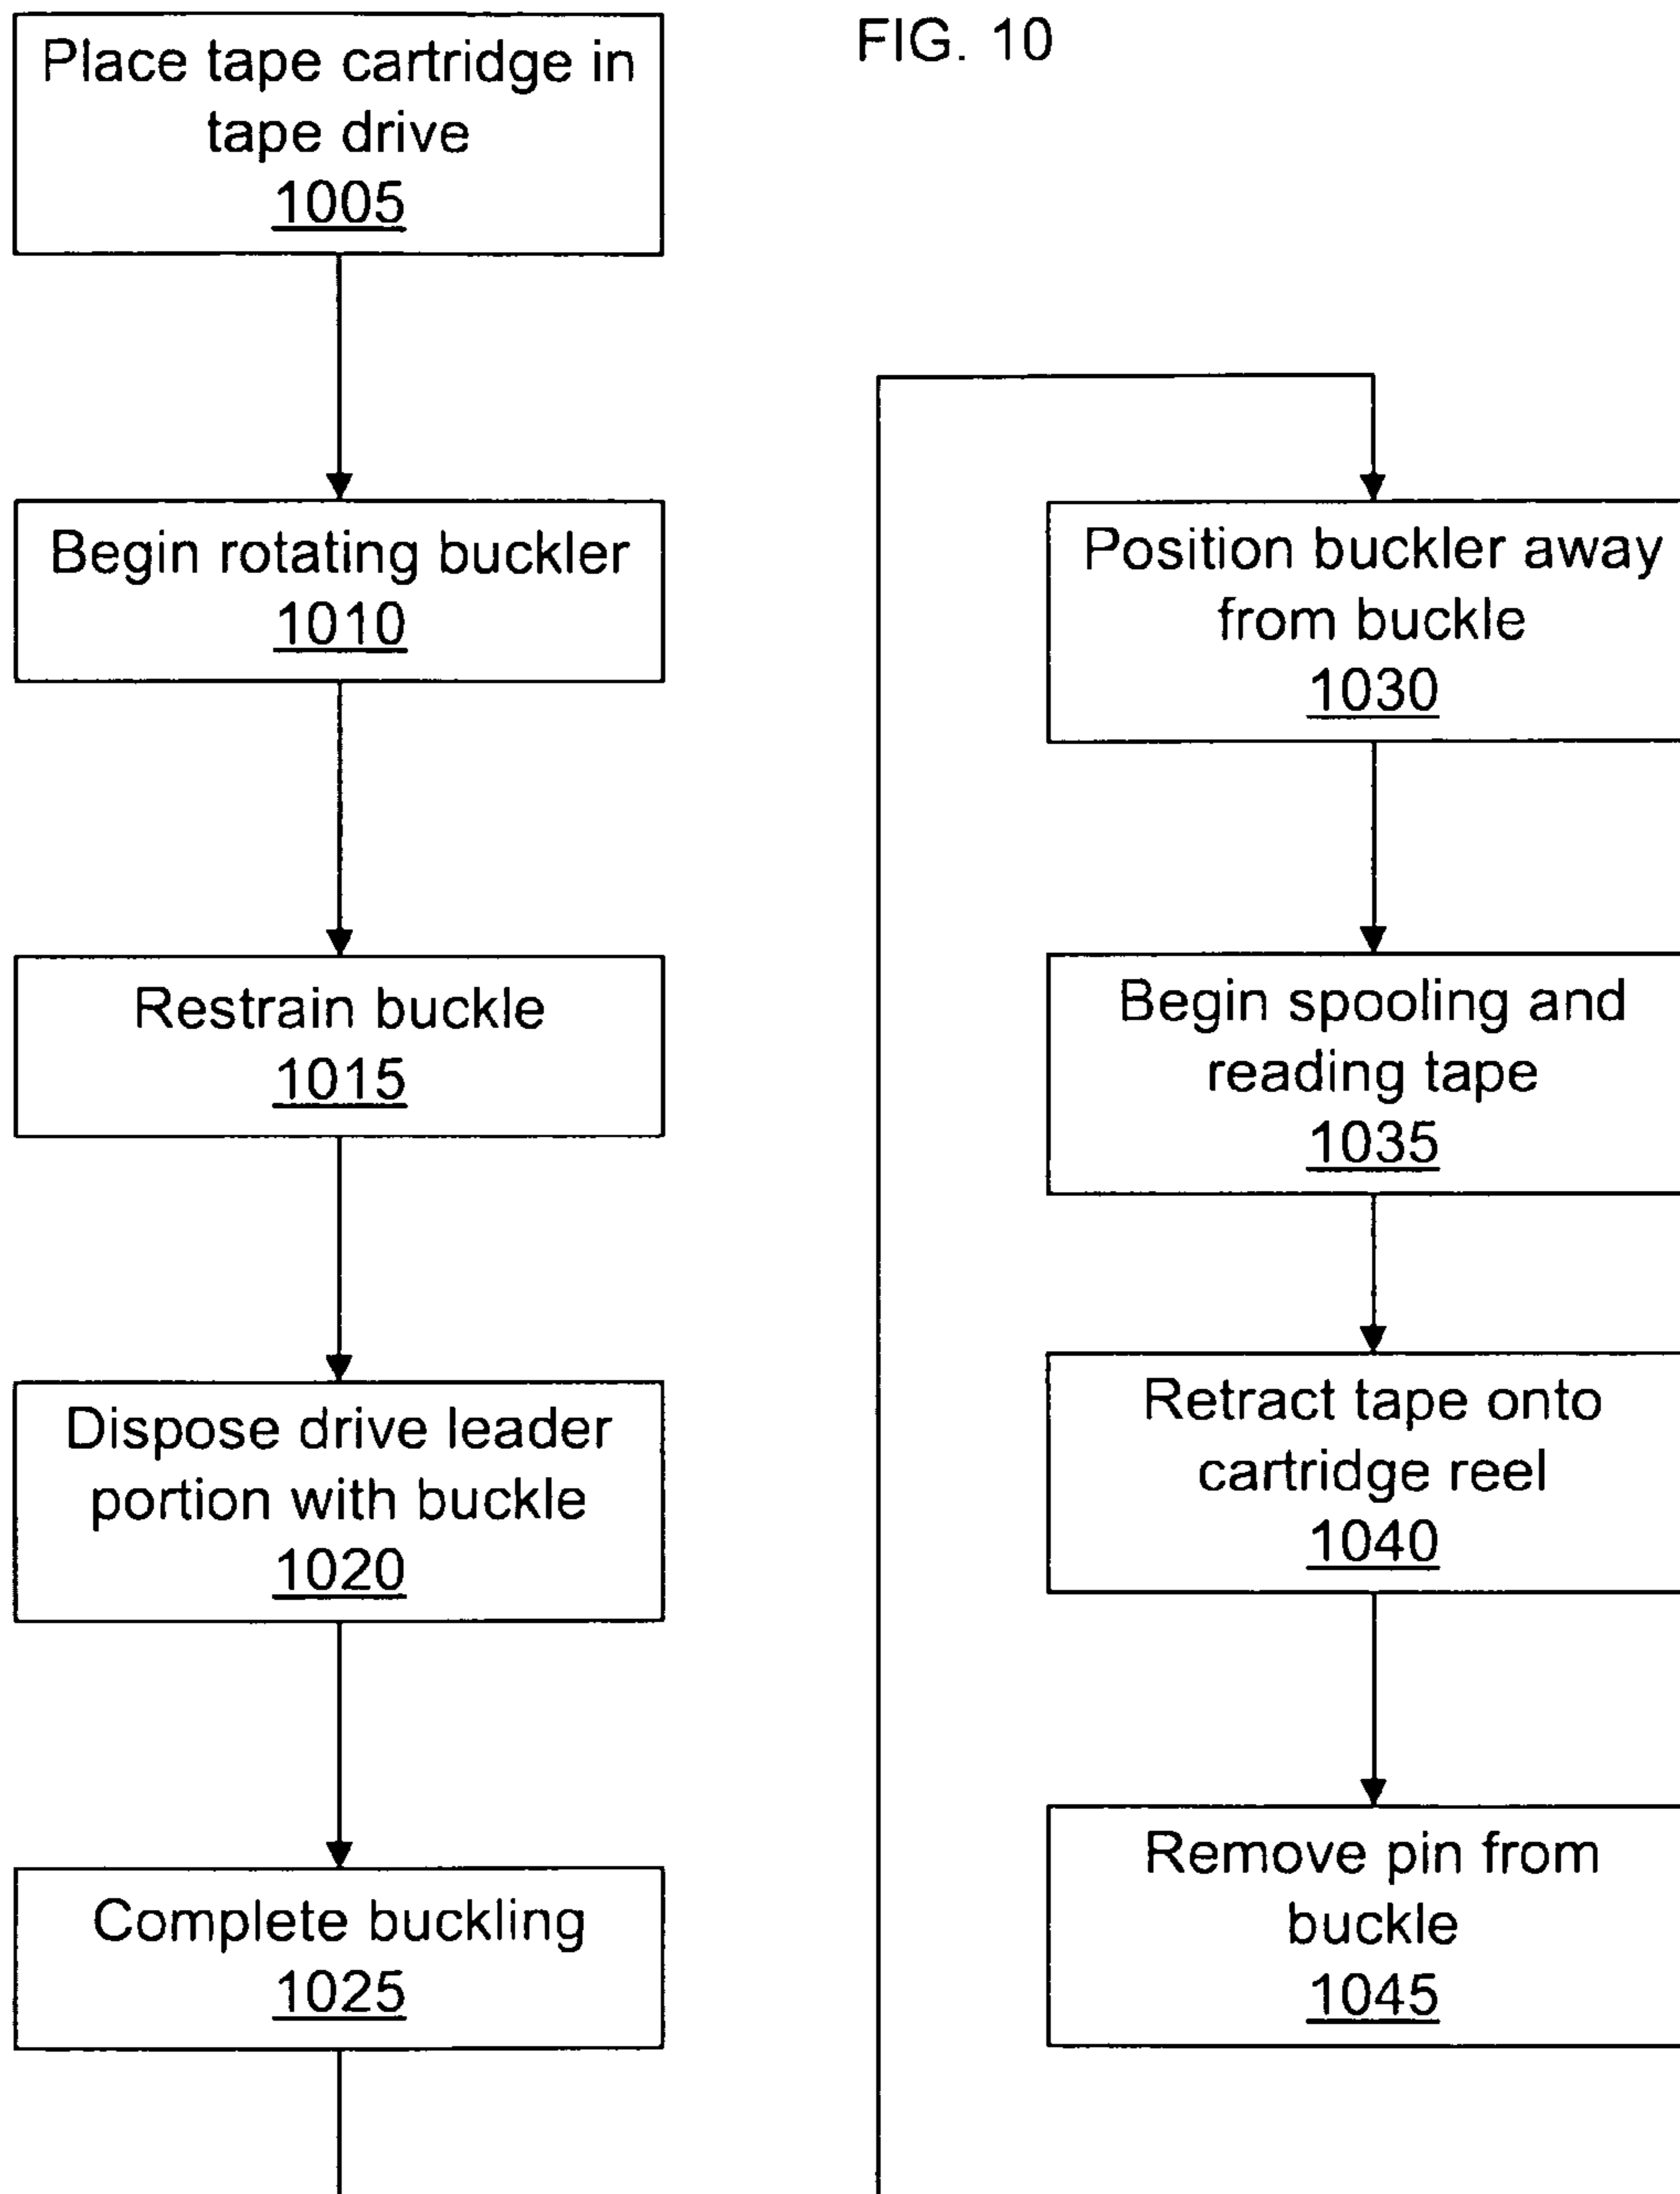 FIG. 10
Place tape cartridge in
tape drive
1005
Begin rotating buckler
1010
Restrain buckle
1015
Dispose drive leader
portion with buckle
1020
Complete buckling
1025
Position buckler away
from buckle
1030
Begin spooling and
reading tape
1035
Retract tape onto
cartridge reel
1040
Remove pin from
buckle
1045